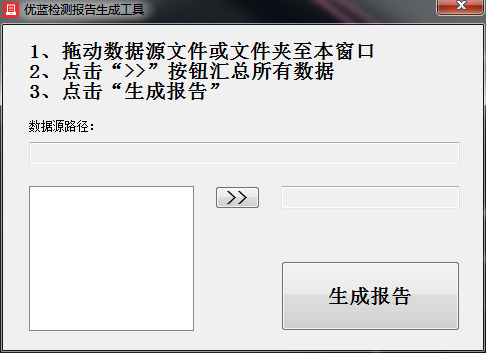 优蓝检测报告生成工具
1、拖动数据源文件或文件夹至本窗口
2、点击“>>”按钮汇总所有数据
3、点击“生成报告”
数据源路径：
>>
生成报告